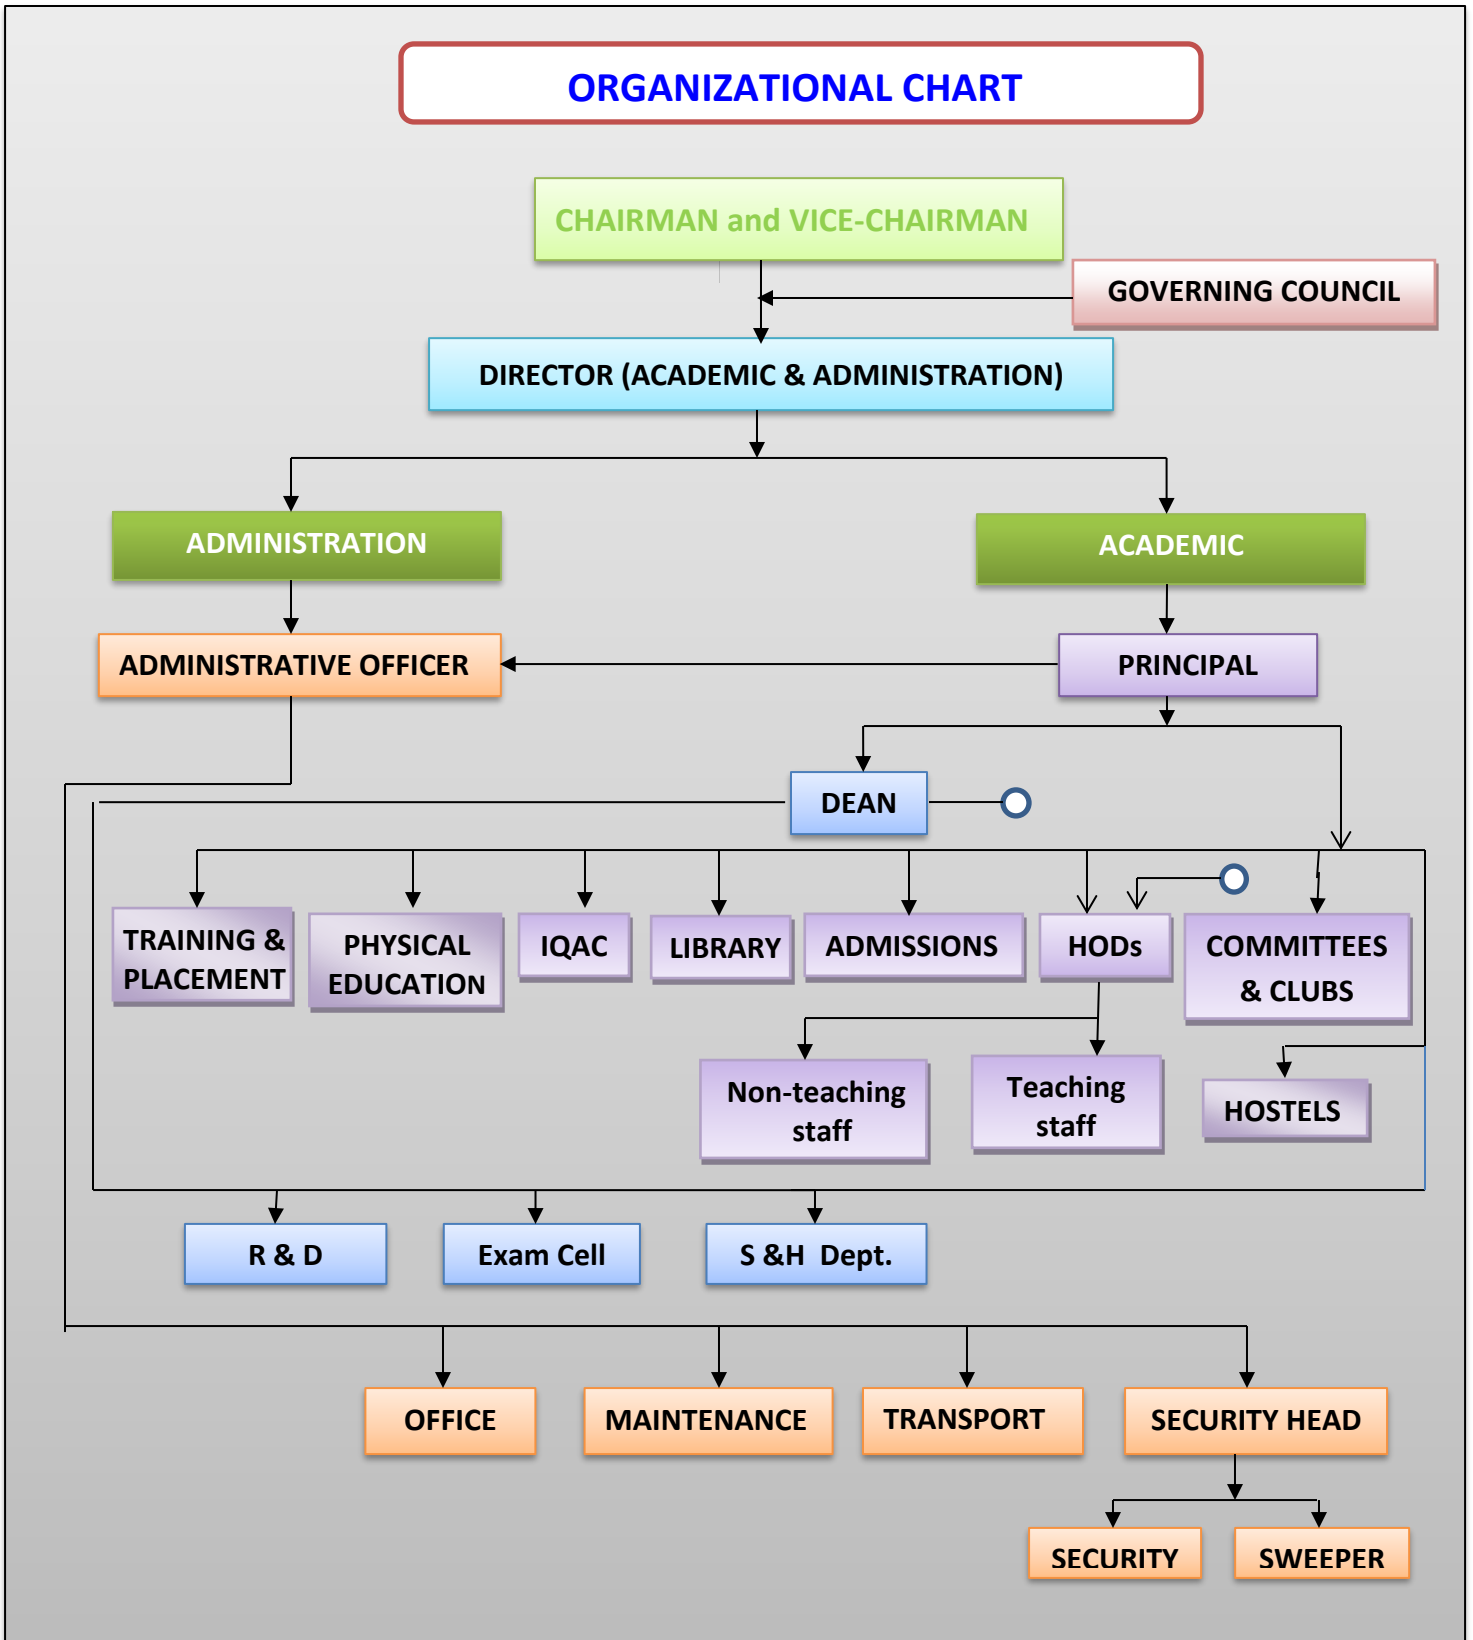 ORGANIZATIONAL CHART
CHAIRMAN and VICE-CHAIRMAN
GOVERNING COUNCIL
DIRECTOR (ACADEMIC & ADMINISTRATION)
ADMINISTRATION
ACADEMIC
ADMINISTRATIVE OFFICER
PRINCIPAL
DEAN
TRAINING &
PLACEMENT
PHYSICAL
EDUCATION
IQAC
LIBRARY
ADMISSIONS
HODs
COMMITTEES
& CLUBS
Non-teaching
staff
Teaching
staff
HOSTELS
R & D
Exam Cell
S &H Dept.
OFFICE
MAINTENANCE
TRANSPORT
SECURITY HEAD
SECURITY
SWEEPER